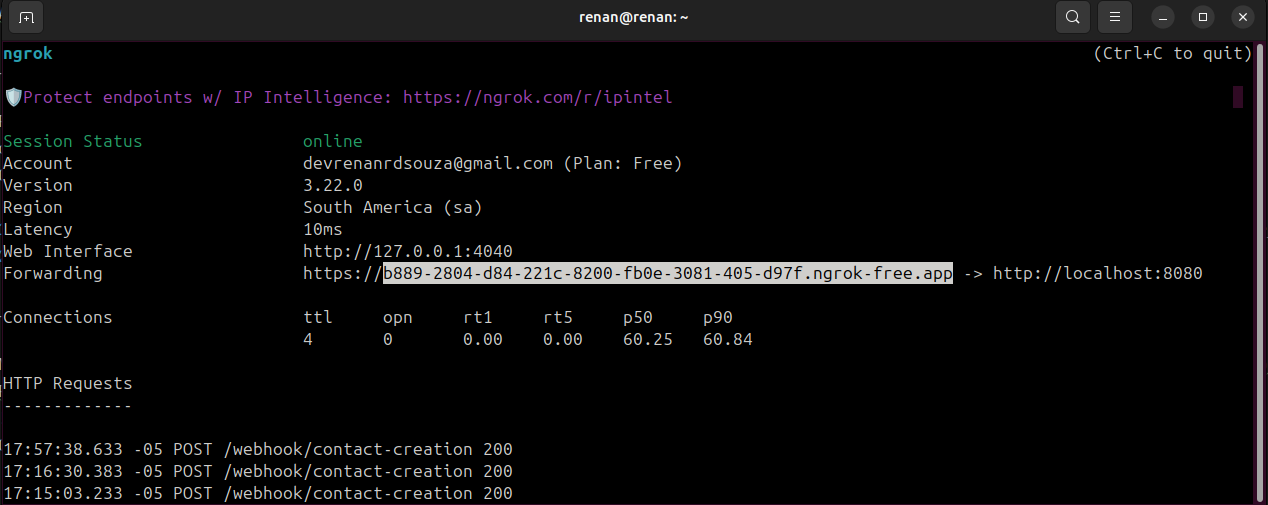 renan@renan: ~
ngrok (Ctrl+C to quit)
Protect endpoints w/ IP Intelligence: https://ngrok.com/r/ipintel
Session Status online
Account devrenanrdsouza@gmail.com (Plan: Free)
Version 3.22.0
Region South America (sa)
Latency 10ms
Web Interface http://127.0.0.1:4040
Forwarding https://b889-2804-d84-221c-8200-fb0e-3081-405-d97f.ngrok-free.app -> http://localhost:8080
Connections ttl opn rt1 rt5 p50 p90
4 0 0.00 0.00 60.25 60.84
HTTP Requests
-------------
17:57:38.633 -05 POST /webhook/contact-creation 200
17:16:30.383 -05 POST /webhook/contact-creation 200
17:15:03.233 -05 POST /webhook/contact-creation 200